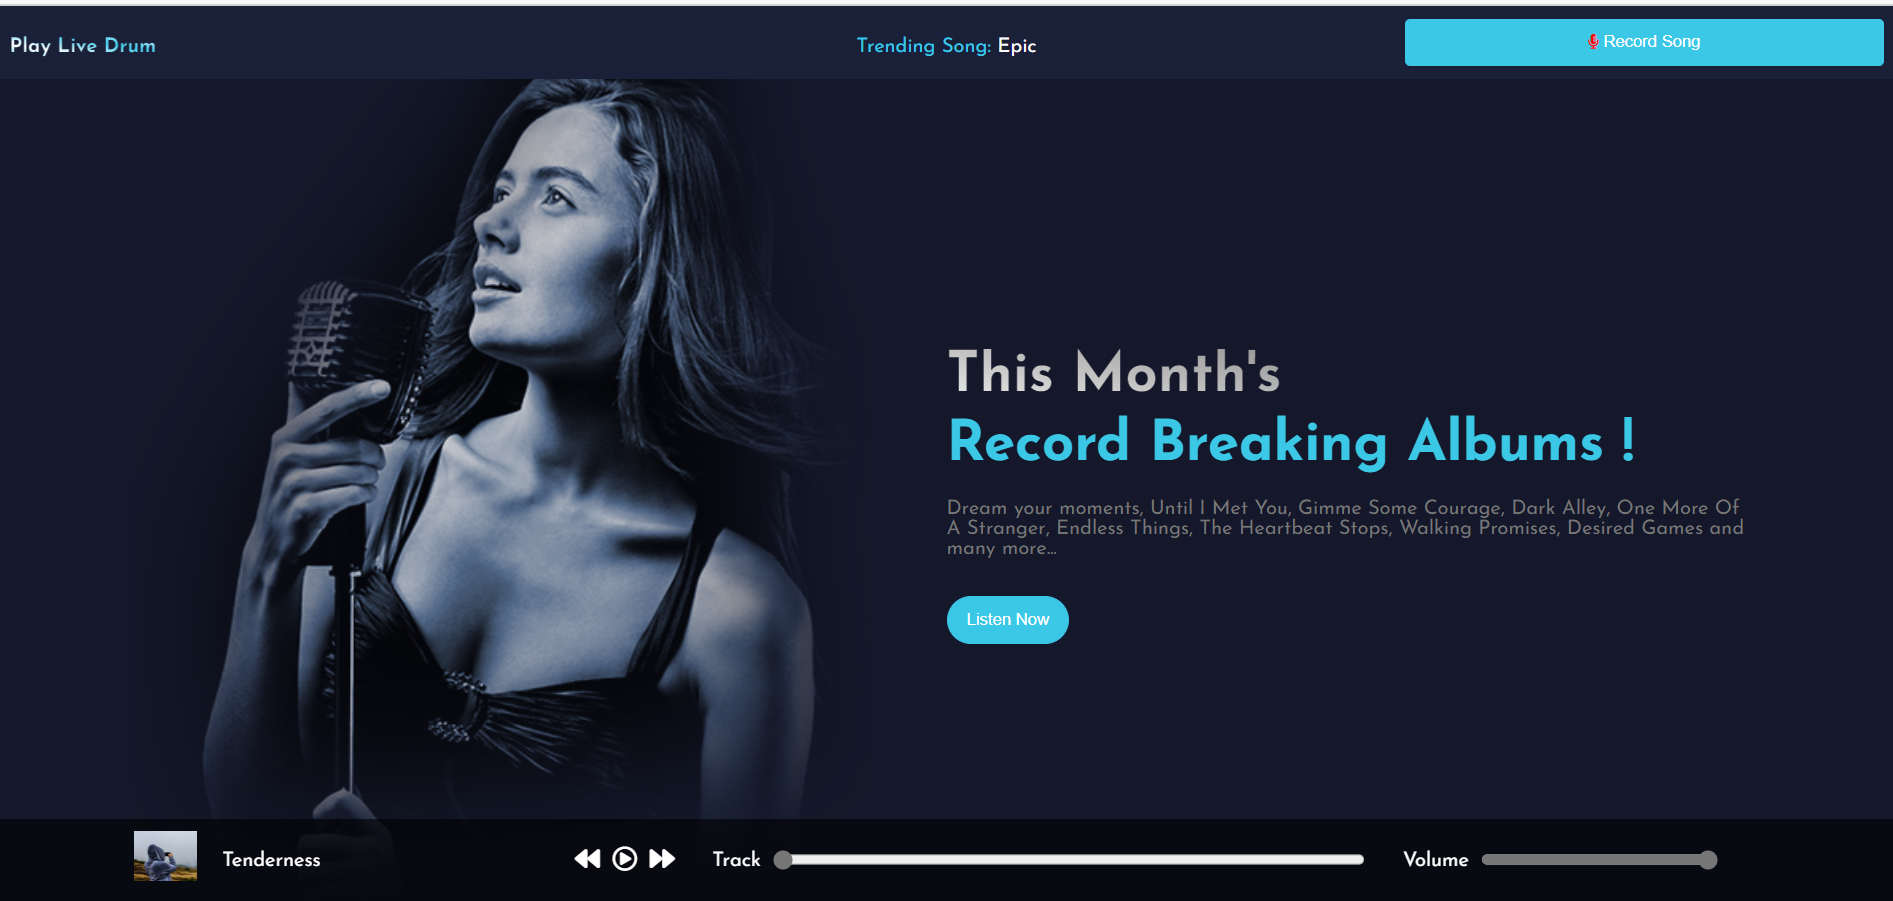 Play Live Drum
Trending Song: Epic
Record Song
This Month's
Record Breaking Albums !
Dream your moments, Until I Met You, Gimme Some Courage, Dark Alley, One More Of
A Stranger, Endless Things, The Heartbeat Stops, Walking Promises, Desired Games and
many more...
Listen Now
Tenderness
Track
Volume